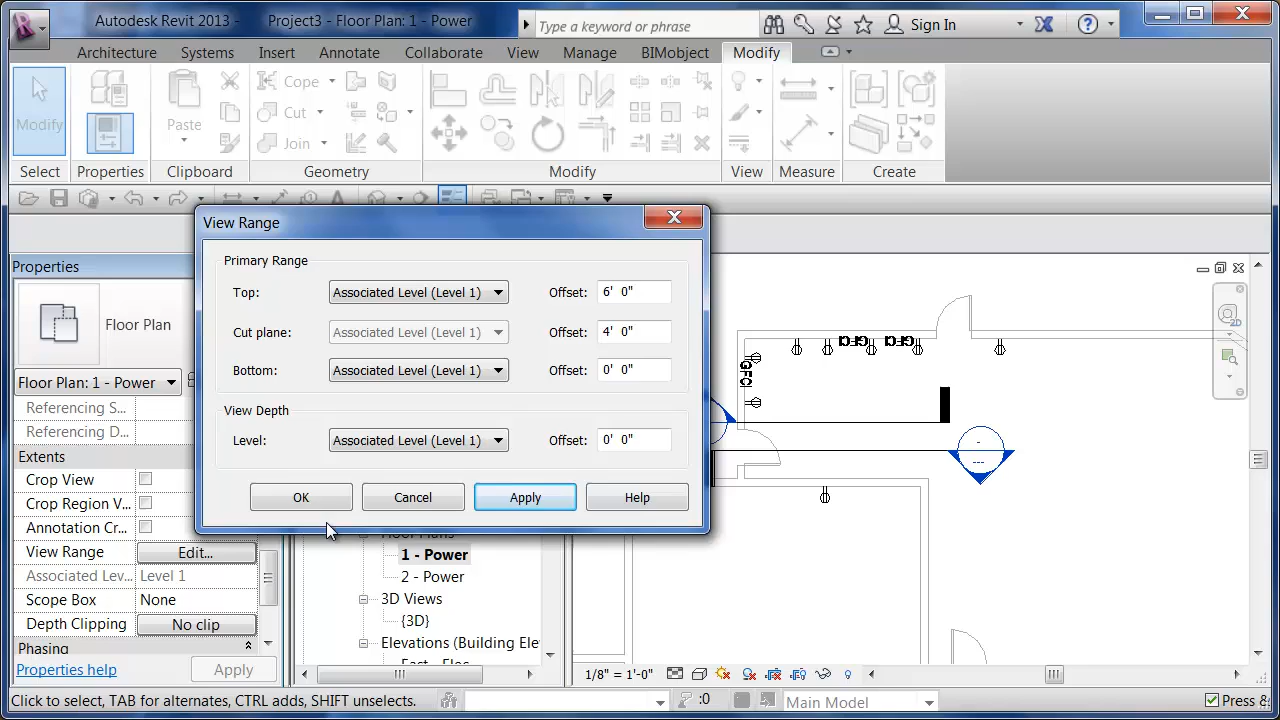 Autodesk Revit 2013 - Project3 - Floor Plan: 1 - Power
Type a keyword or phrase
Sign In
Architecture Systems Insert Annotate Collaborate View Manage BIMobject Modify
Modify
Paste
Cope
Cut
Join
Select Properties Clipboard Geometry Modify View Measure Create
View Range
Primary Range
Top: Associated Level (Level 1) Offset: 6' 0"
Cut plane: Associated Level (Level 1) Offset: 4' 0"
Bottom: Associated Level (Level 1) Offset: 0' 0"
View Depth
Level: Associated Level (Level 1) Offset: 0' 0"
OK Cancel Apply Help
Properties
Floor Plan
Floor Plan: 1 - Power
Referencing S...
Referencing D...
Extents
Crop View
Crop Region V...
Annotation Cr...
View Range Edit...
Associated Lev... Level 1
Scope Box None
Depth Clipping No clip
Phasing
Properties help Apply
1 - Power
2 - Power
3D Views
{3D}
Elevations (Building Ele
East - Elec
GFCI GFCI
GFCI
2D
1/8" = 1'-0"
Click to select, TAB for alternates, CTRL adds, SHIFT unselects.
:0
Main Model